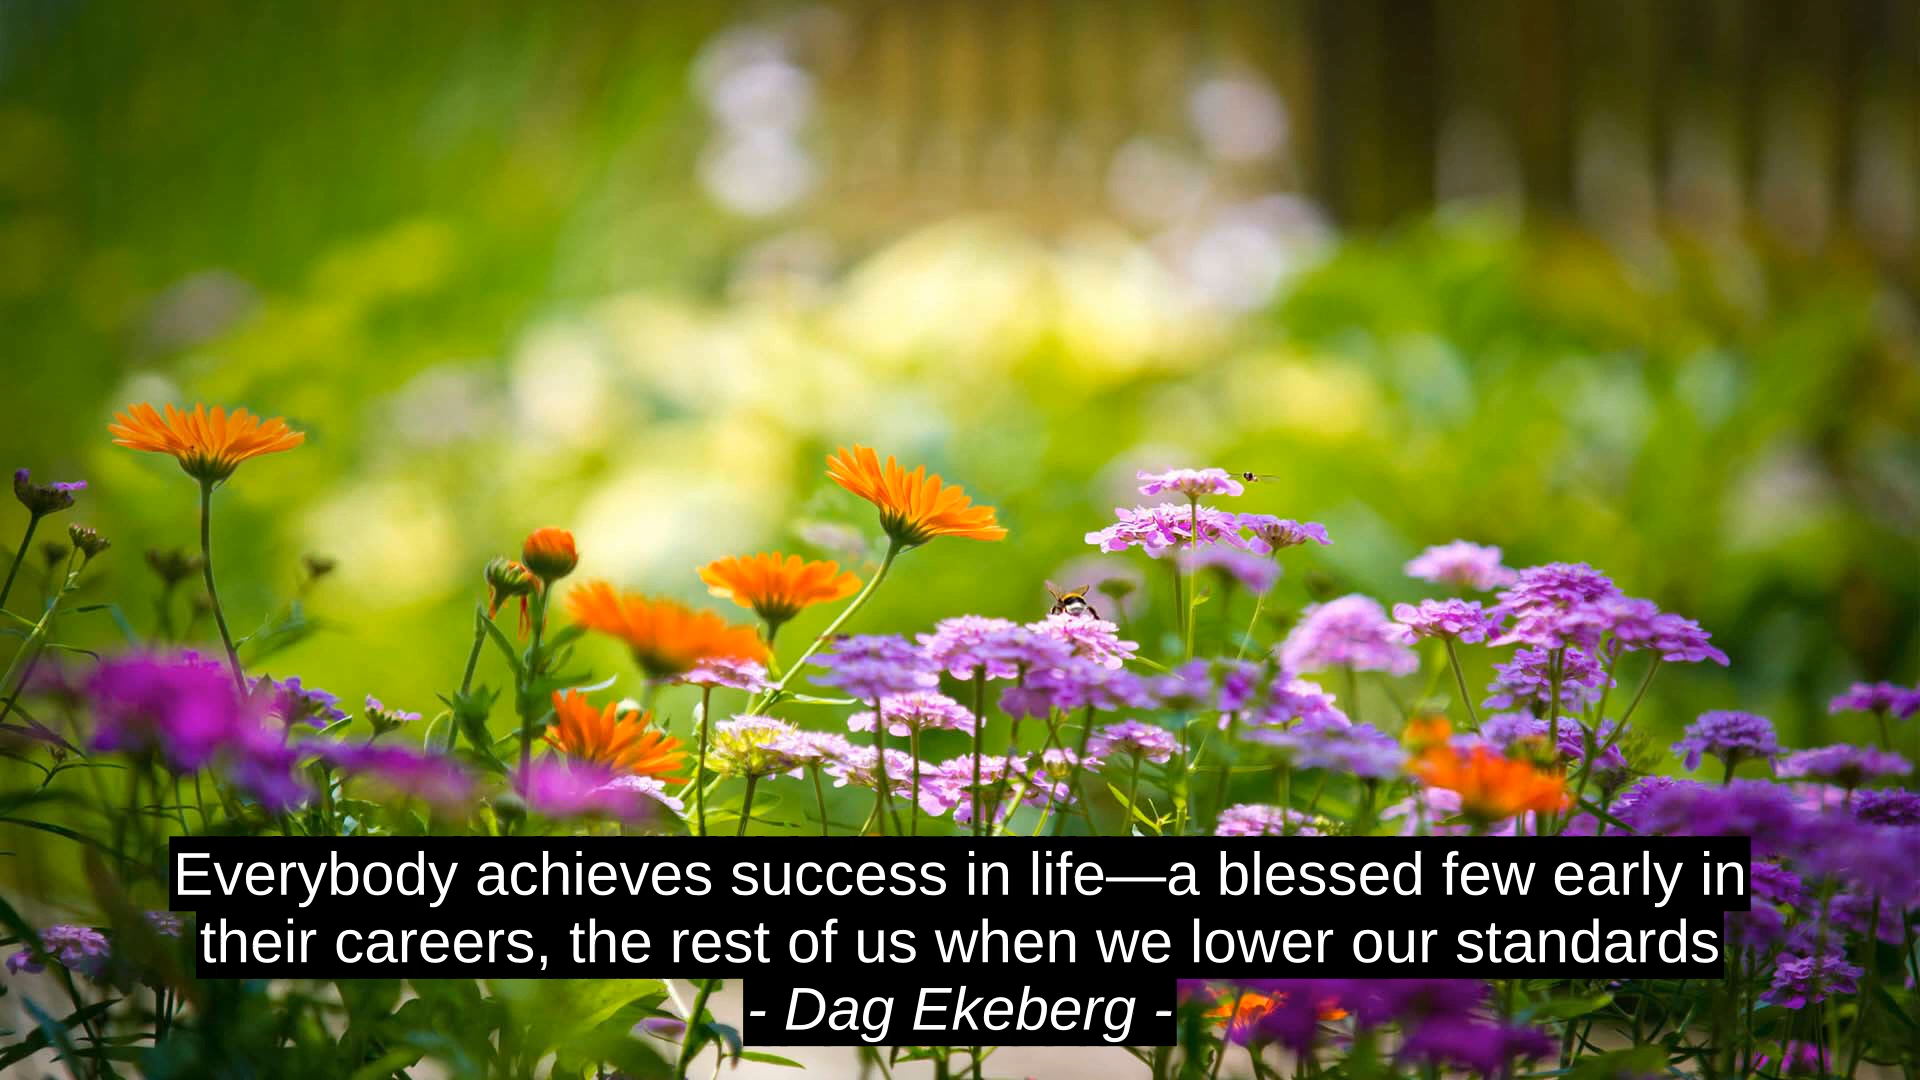 Everybody achieves success in life—a blessed few early in
their careers, the rest of us when we lower our standards
- Dag Ekeberg -